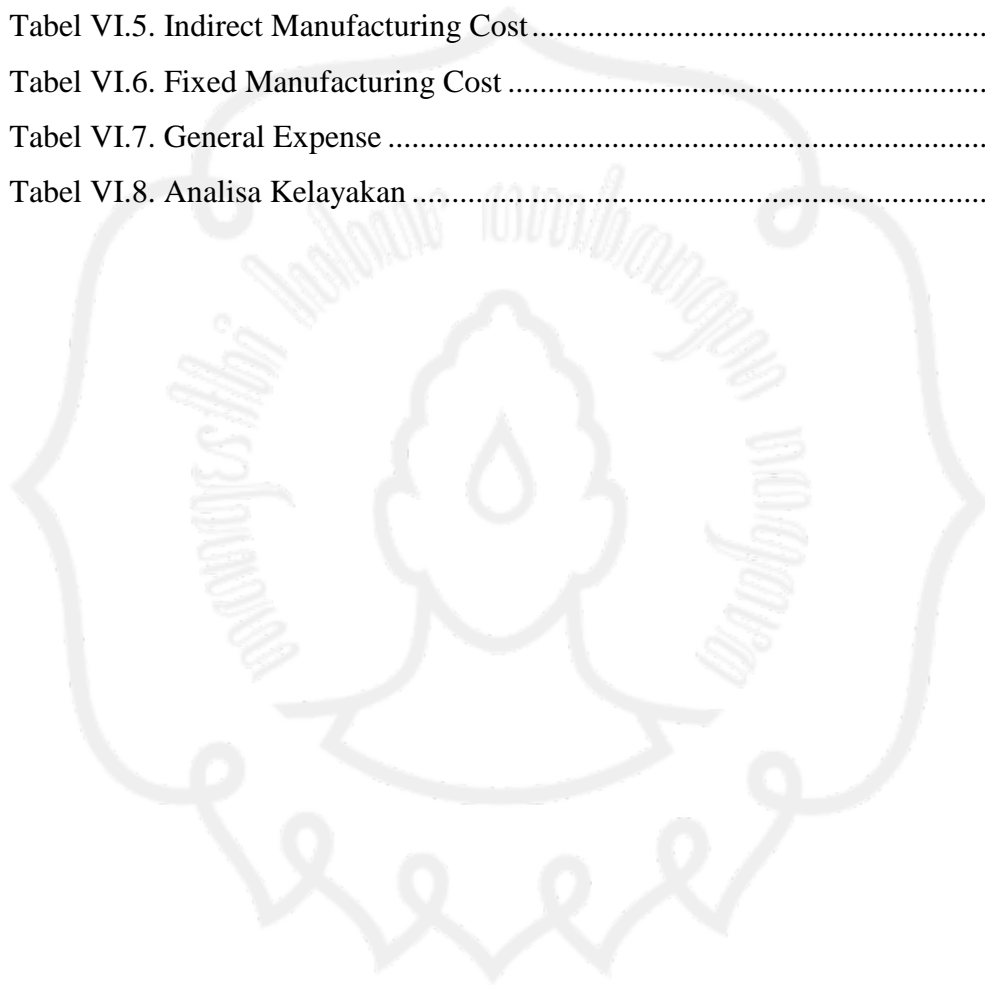 Tabel VI.5. Indirect Manufacturing Cost......................................................
Tabel VI.6. Fixed Manufacturing Cost .........................................................
Tabel VI.7. General Expense ........................................................................
Tabel VI.8. Analisa Kelayakan .....................................................................